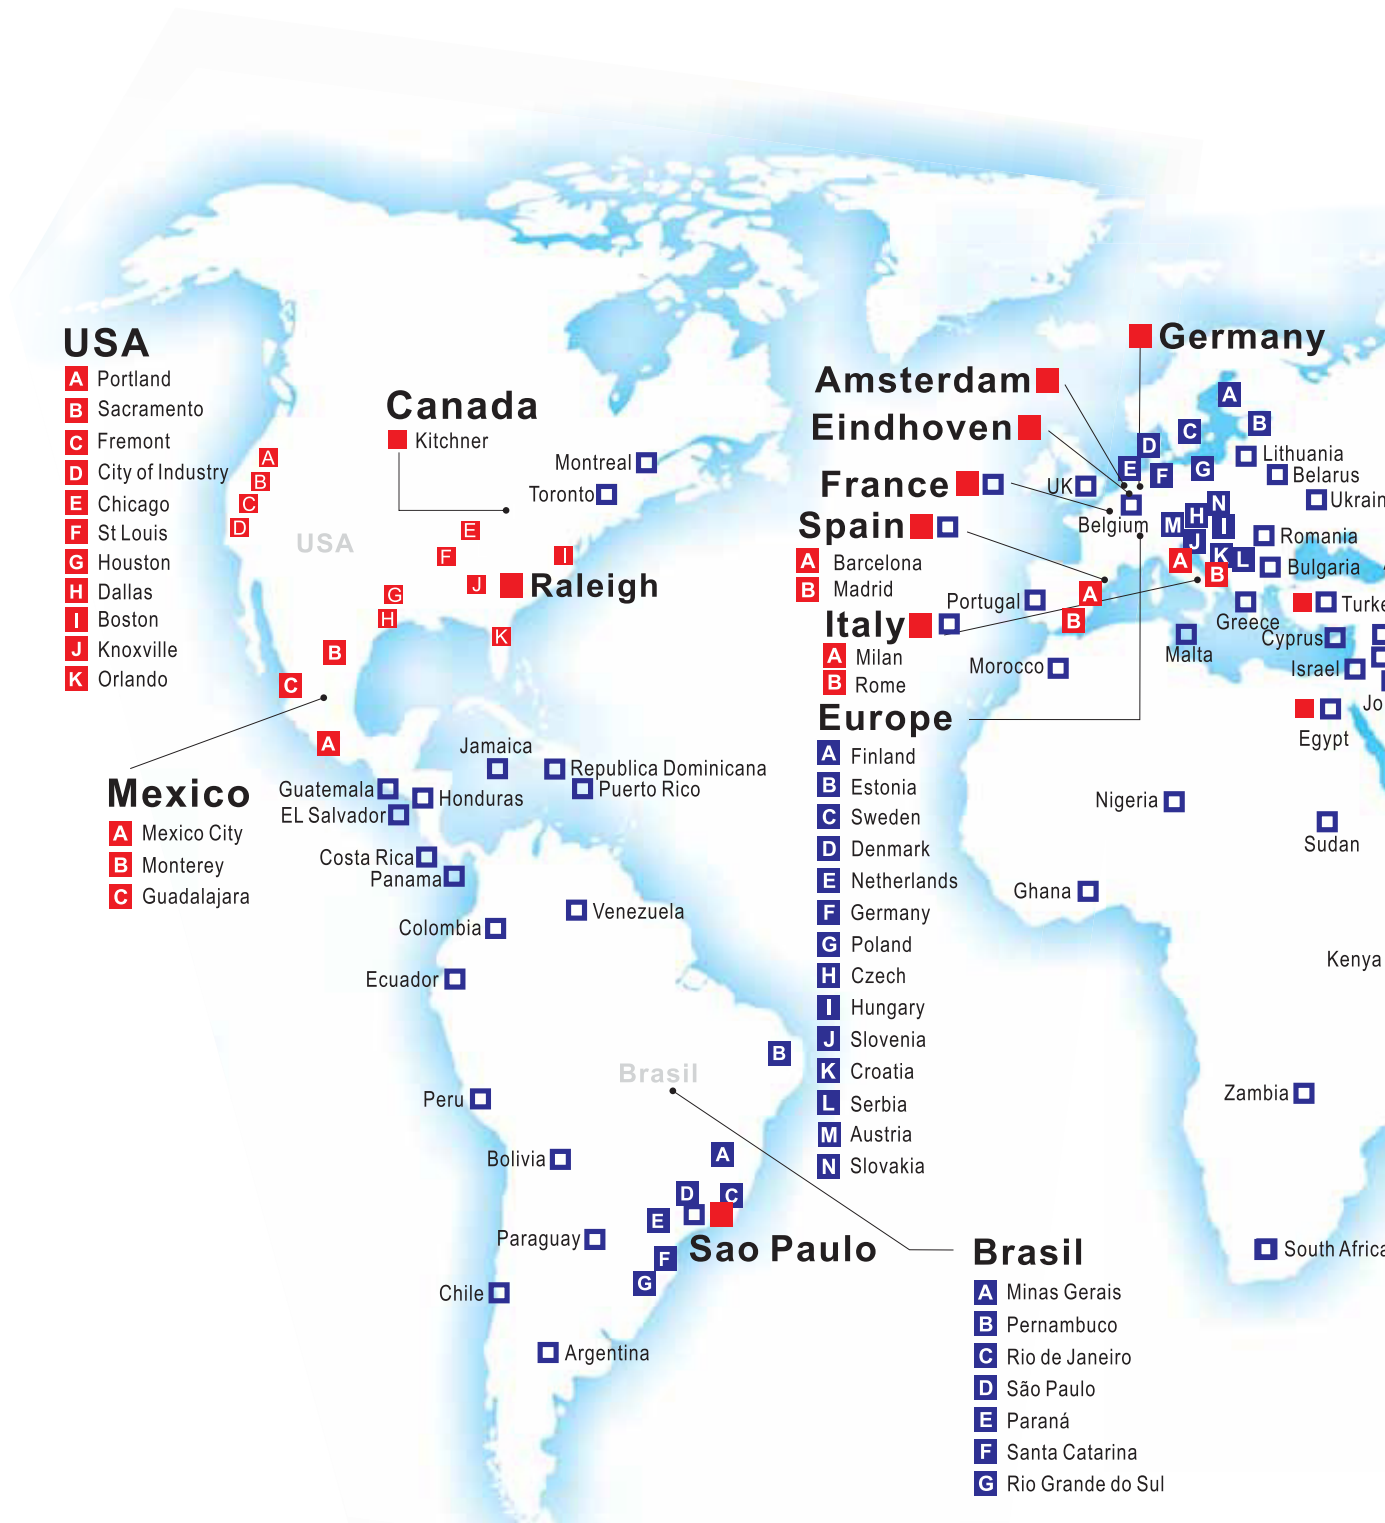 USA
A Portland
B Sacramento
C Fremont
D City of Industry
E Chicago
F St Louis
G Houston
H Dallas
I Boston
J Knoxville
K Orlando
Canada
Kitchner
Montreal
Toronto
A
B
C
D
USA
E
F
I
J
Raleigh
G
H
K
B
C
A
Mexico
A Mexico City
B Monterey
C Guadalajara
Jamaica
Republica Dominicana
Puerto Rico
Guatemala
Honduras
EL Salvador
Costa Rica
Panama
Venezuela
Colombia
Ecuador
Brasil
B
Peru
A
Bolivia
D
C
E
Paraguay
Sao Paulo
F
G
Chile
Argentina
Brasil
A Minas Gerais
B Pernambuco
C Rio de Janeiro
D São Paulo
E Paraná
F Santa Catarina
G Rio Grande do Sul
Germany
Amsterdam
Eindhoven
France
Spain
A Barcelona
B Madrid
Italy
A Milan
B Rome
Europe
A Finland
B Estonia
C Sweden
D Denmark
E Netherlands
F Germany
G Poland
H Czech
I Hungary
J Slovenia
K Croatia
L Serbia
M Austria
N Slovakia
A
B
C
D
E
F
G
Lithuania
Belarus
UK
Ukrain
Belgium
N
H
M
I
J
K
L
Romania
Bulgaria
A
B
Portugal
A
B
Greece
Turke
Cyprus
Malta
Israel
Morocco
Jo
Egypt
Nigeria
Sudan
Ghana
Kenya
Zambia
South Africa